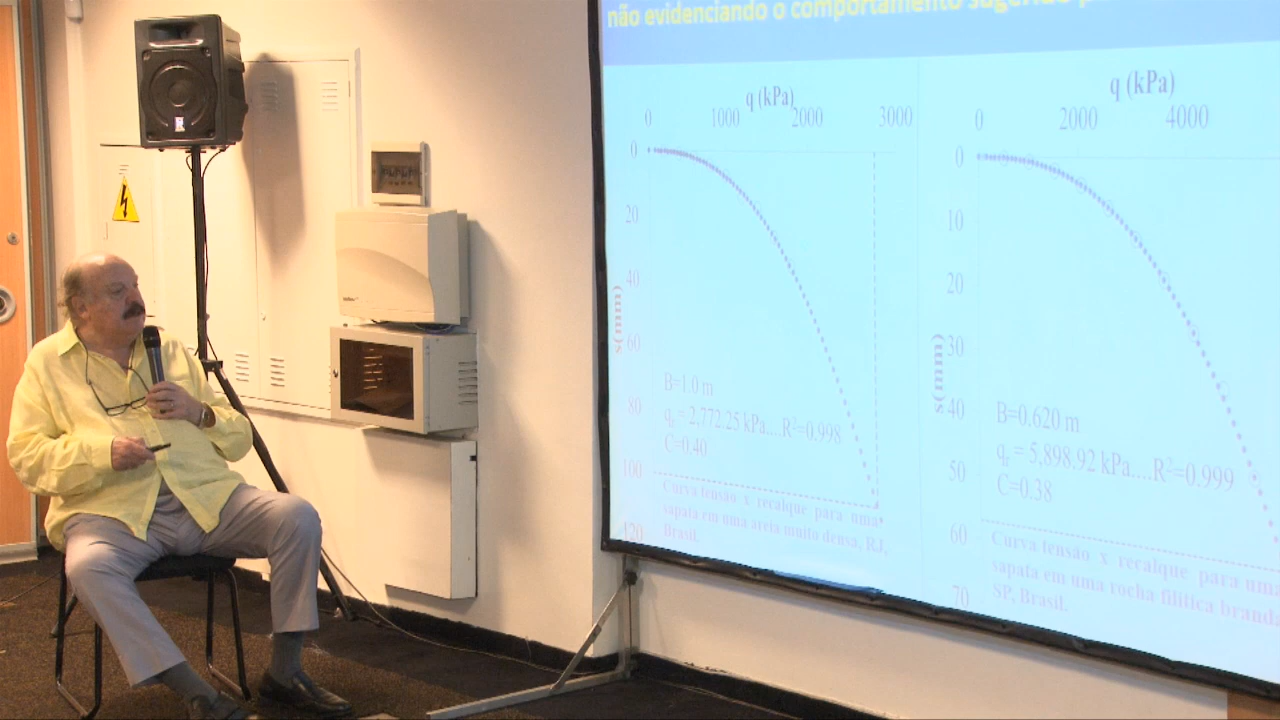 não evidenciando o comportamento sugerido
q (kPa)
0 1000 2000 3000
0
20
40
60
80
100
120
s(mm)
B=1.0 m
qr = 2,772.25 kPa....R²=0.998
C=0.40
Curva tensão x recalque para uma
sapata em uma areia muito densa, RJ,
Brasil.
q (kPa)
0 2000 4000
0
10
20
30
40
50
60
70
s(mm)
B=0.620 m
qr = 5,898.92 kPa....R²=0.999
C=0.38
Curva tensão x recalque para uma
sapata em uma rocha filítica branda
SP, Brasil.